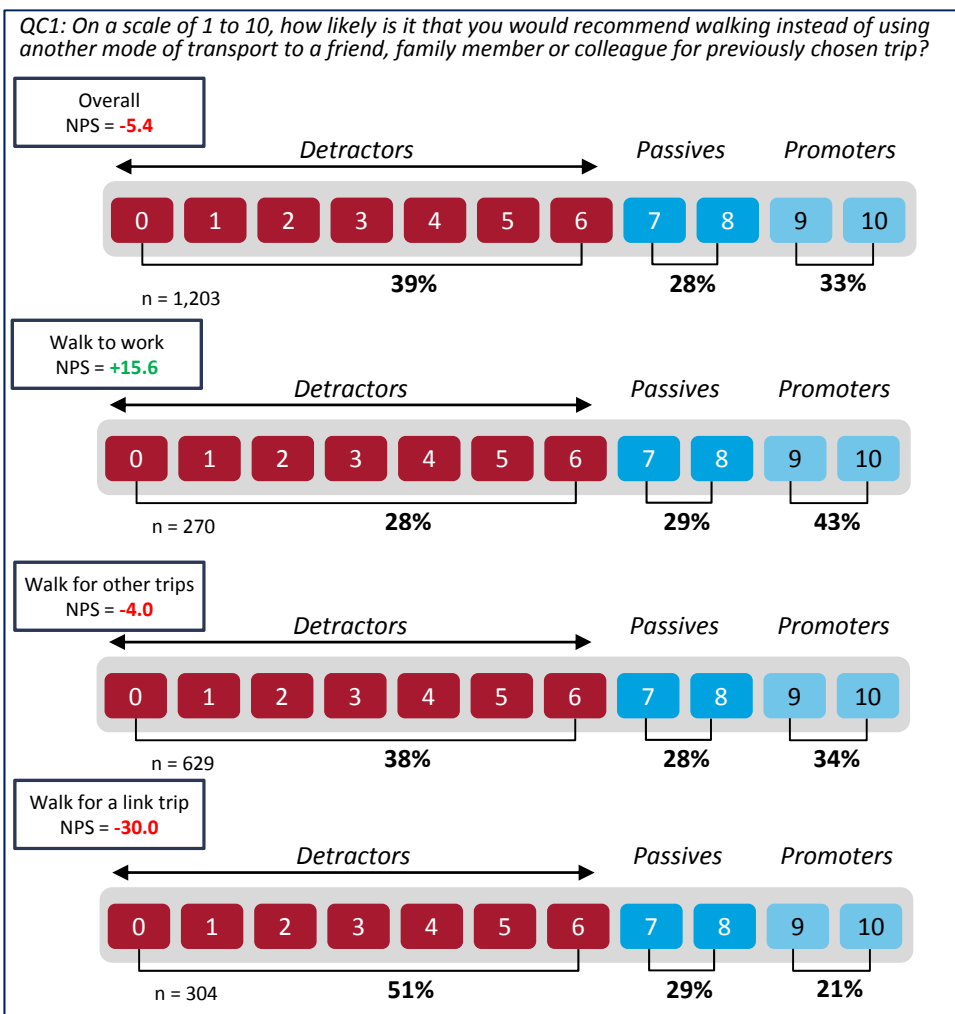 QC1: On a scale of 1 to 10, how likely is it that you would recommend walking instead of using
another mode of transport to a friend, family member or colleague for previously chosen trip?
Overall
NPS = -5.4
Detractors Passives Promoters
0 1 2 3 4 5 6 7 8 9 10
39% 28% 33%
n = 1,203
Walk to work
NPS = +15.6
Detractors Passives Promoters
0 1 2 3 4 5 6 7 8 9 10
28% 29% 43%
n = 270
Walk for other trips
NPS = -4.0
Detractors Passives Promoters
0 1 2 3 4 5 6 7 8 9 10
38% 28% 34%
n = 629
Walk for a link trip
NPS = -30.0
Detractors Passives Promoters
0 1 2 3 4 5 6 7 8 9 10
51% 29% 21%
n = 304